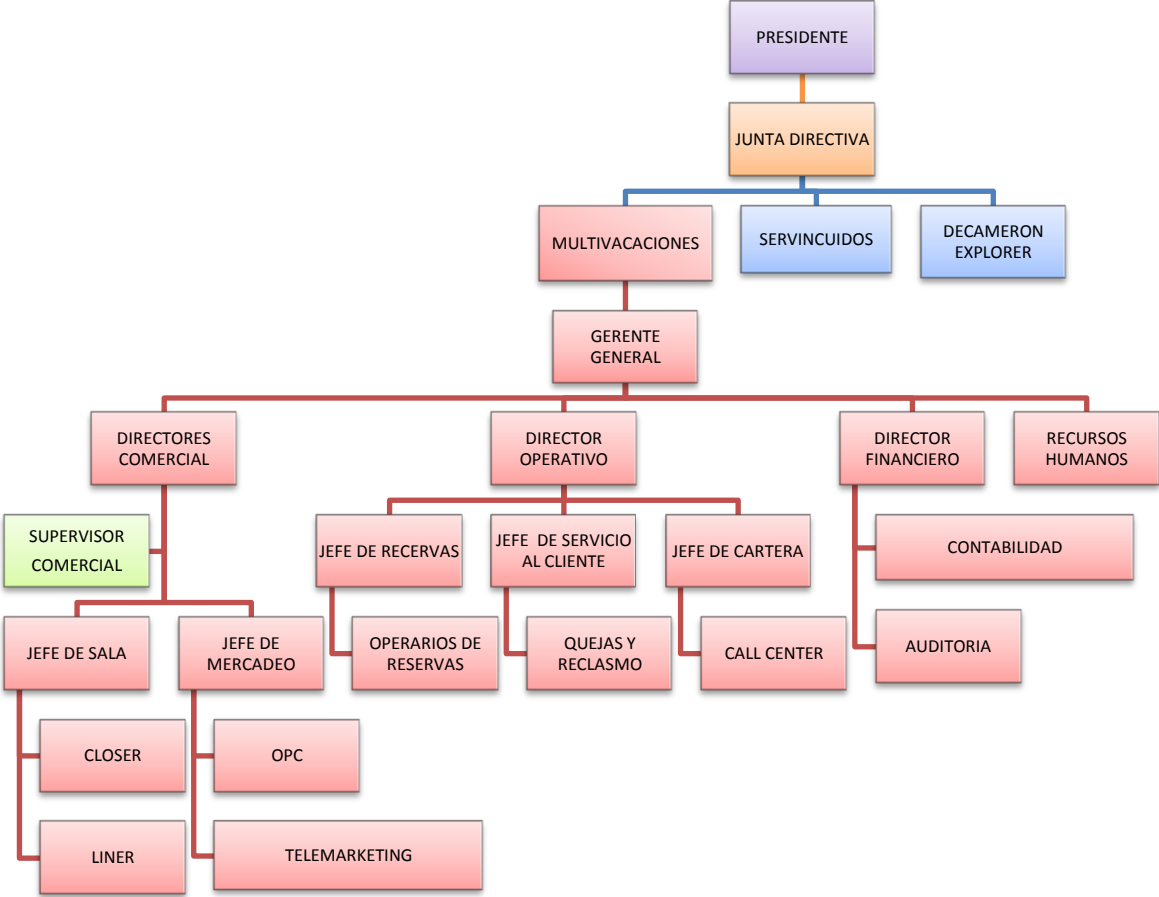 PRESIDENTE
JUNTA DIRECTIVA
MULTIVACACIONES
SERVINCUIDOS
DECAMERON
EXPLORER
GERENTE
GENERAL
DIRECTORES
COMERCIAL
DIRECTOR
OPERATIVO
DIRECTOR
FINANCIERO
RECURSOS
HUMANOS
SUPERVISOR
COMERCIAL
JEFE DE RECERVAS
JEFE DE SERVICIO
AL CLIENTE
JEFE DE CARTERA
CONTABILIDAD
JEFE DE SALA
JEFE DE
MERCADEO
OPERARIOS DE
RESERVAS
QUEJAS Y
RECLASMO
CALL CENTER
AUDITORIA
CLOSER
OPC
LINER
TELEMARKETING